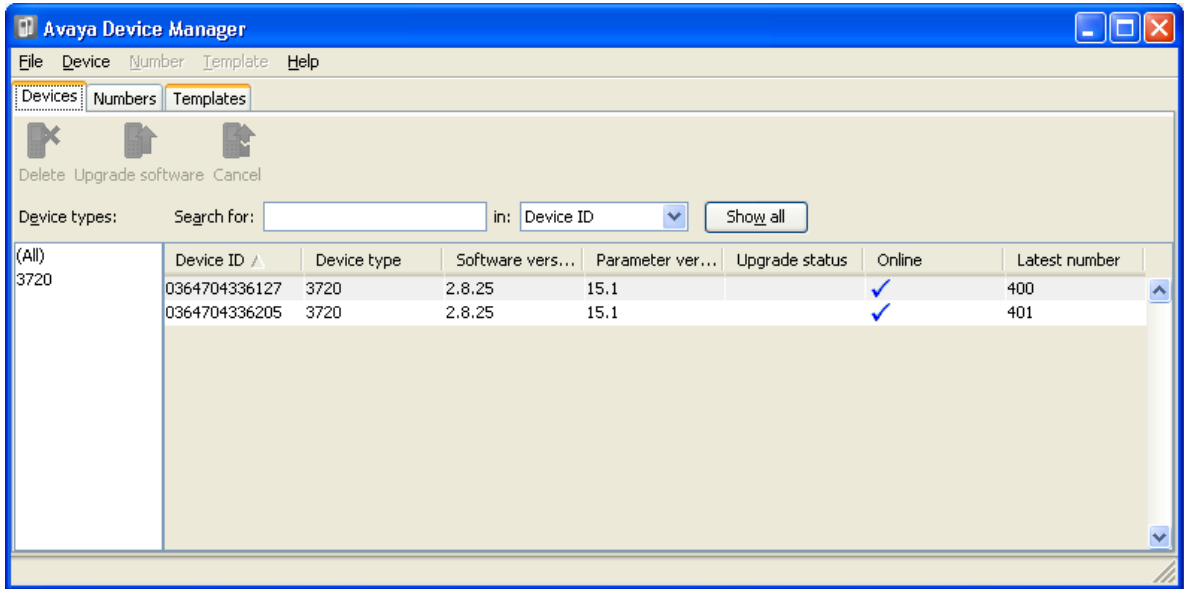 Avaya Device Manager
File Device Number Template Help
Devices Numbers Templates
Delete Upgrade software Cancel
Device types: Search for: in: Device ID Show all
(All)
3720
Device ID Device type Software vers... Parameter ver... Upgrade status Online Latest number
0364704336127 3720 2.8.25 15.1 400
0364704336205 3720 2.8.25 15.1 401